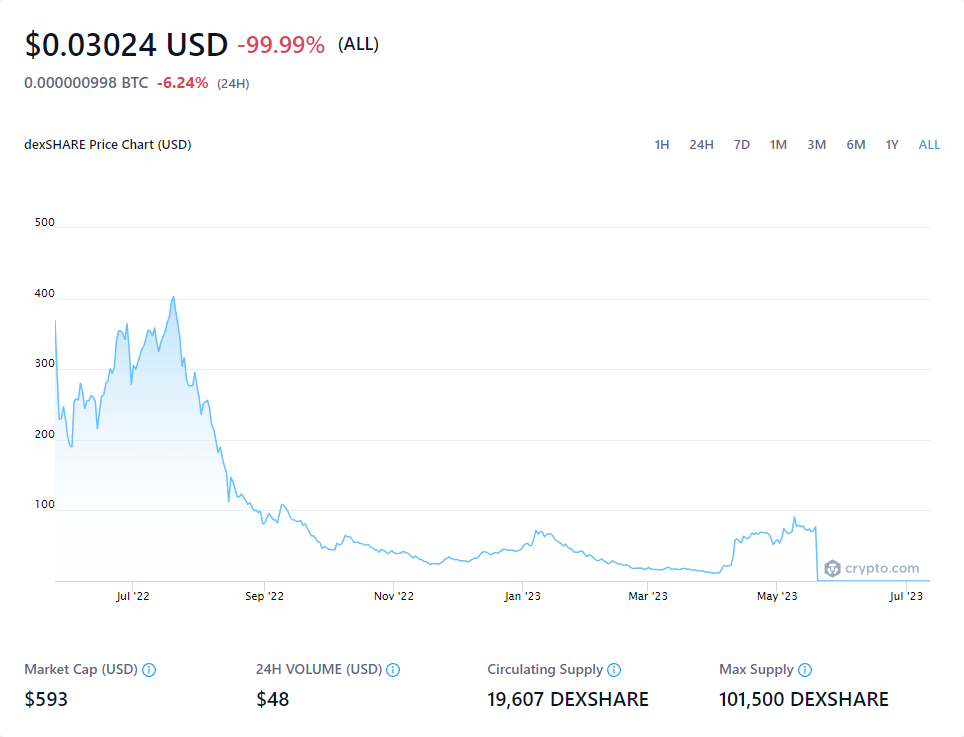 $0.03024 USD -99.99% (ALL)
0.000000998 BTC -6.24% (24H)
dexSHARE Price Chart (USD) 1H 24H 7D 1M 3M 6M 1Y ALL
500
400
300
200
100
crypto.com
Jul '22 Sep '22 Nov '22 Jan '23 Mar '23 May '23 Jul '23
Market Cap (USD) 24H VOLUME (USD) Circulating Supply Max Supply
$593 $48 19,607 DEXSHARE 101,500 DEXSHARE